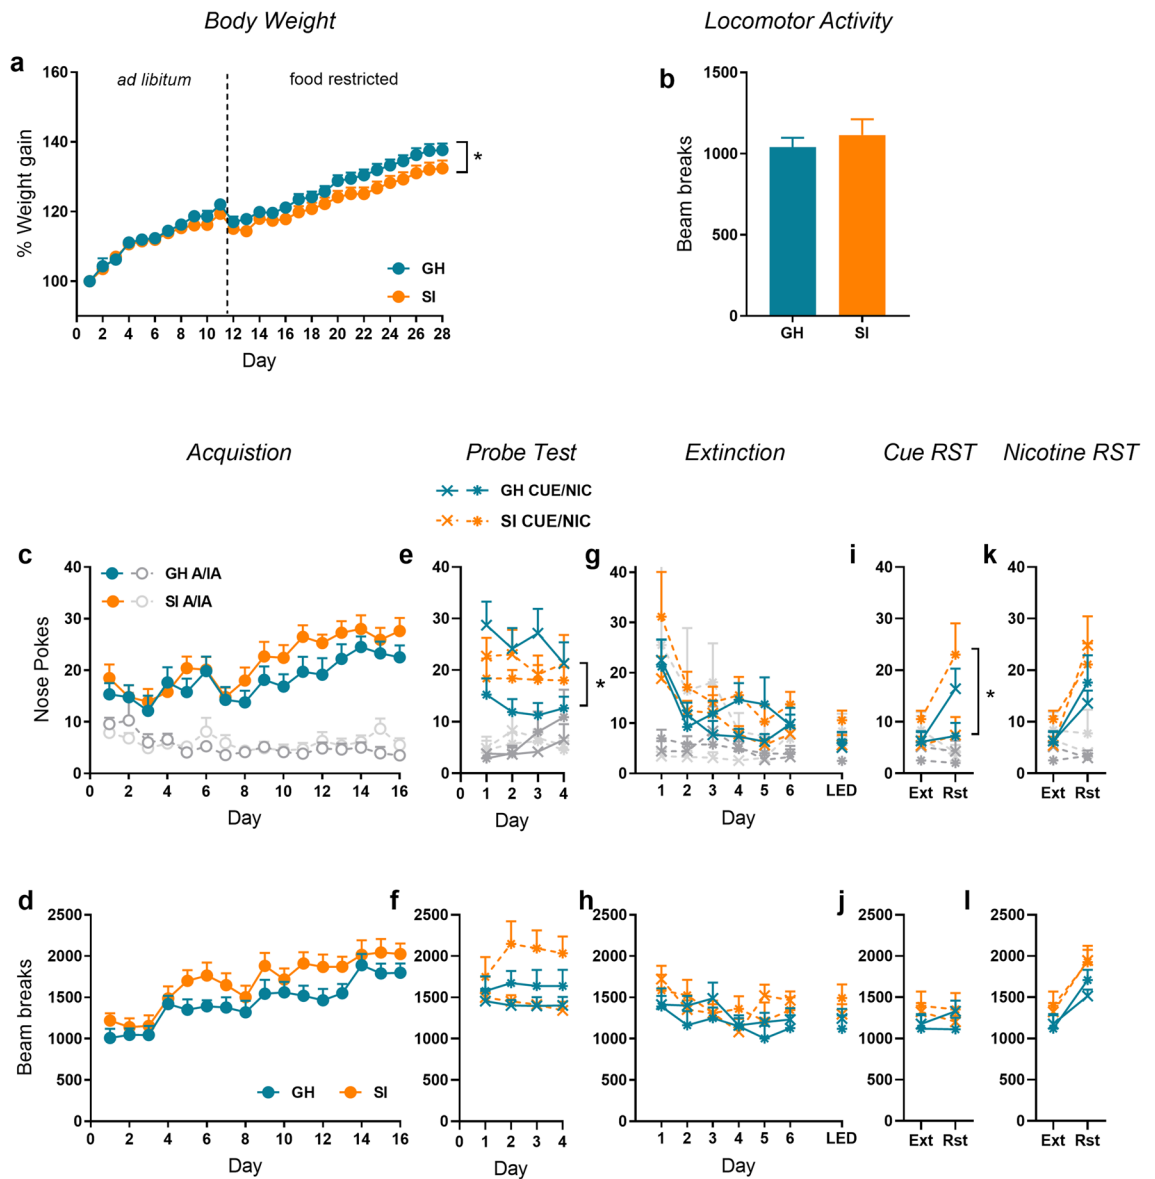 Body Weight
Locomotor Activity
a
160
140
120
100
% Weight gain
ad libitum
food restricted
*
GH
SI
0 2 4 6 8 10 12 14 16 18 20 22 24 26 28
Day
b
1500
1000
500
0
Beam breaks
GH SI
Acquistion
Probe Test
Extinction
Cue RST
Nicotine RST
GH CUE/NIC
SI CUE/NIC
c
40
30
20
10
0
Nose Pokes
GH A/IA
SI A/IA
0 2 4 6 8 10 12 14 16
Day
e
40
30
20
10
0
*
0 1 2 3 4
Day
g
40
30
20
10
0
1 2 3 4 5 6 LED
Day
i
40
30
20
10
0
*
Ext Rst
k
40
30
20
10
0
Ext Rst
d
2500
2000
1500
1000
500
0
Beam breaks
GH
SI
0 2 4 6 8 10 12 14 16
Day
f
2500
2000
1500
1000
500
0
0 1 2 3 4
Day
h
2500
2000
1500
1000
500
0
1 2 3 4 5 6 LED
Day
j
2500
2000
1500
1000
500
0
Ext Rst
l
2500
2000
1500
1000
500
0
Ext Rst